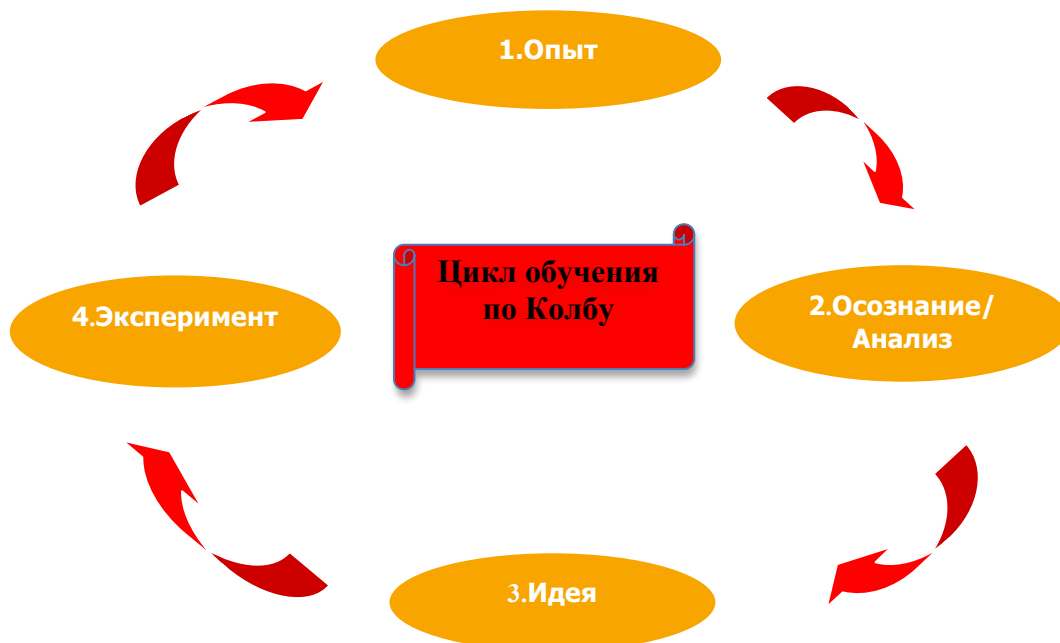 1.Опыт
Цикл обучения
по Колбу
4.Эксперимент
2.Осознание/
Анализ
3.Идея